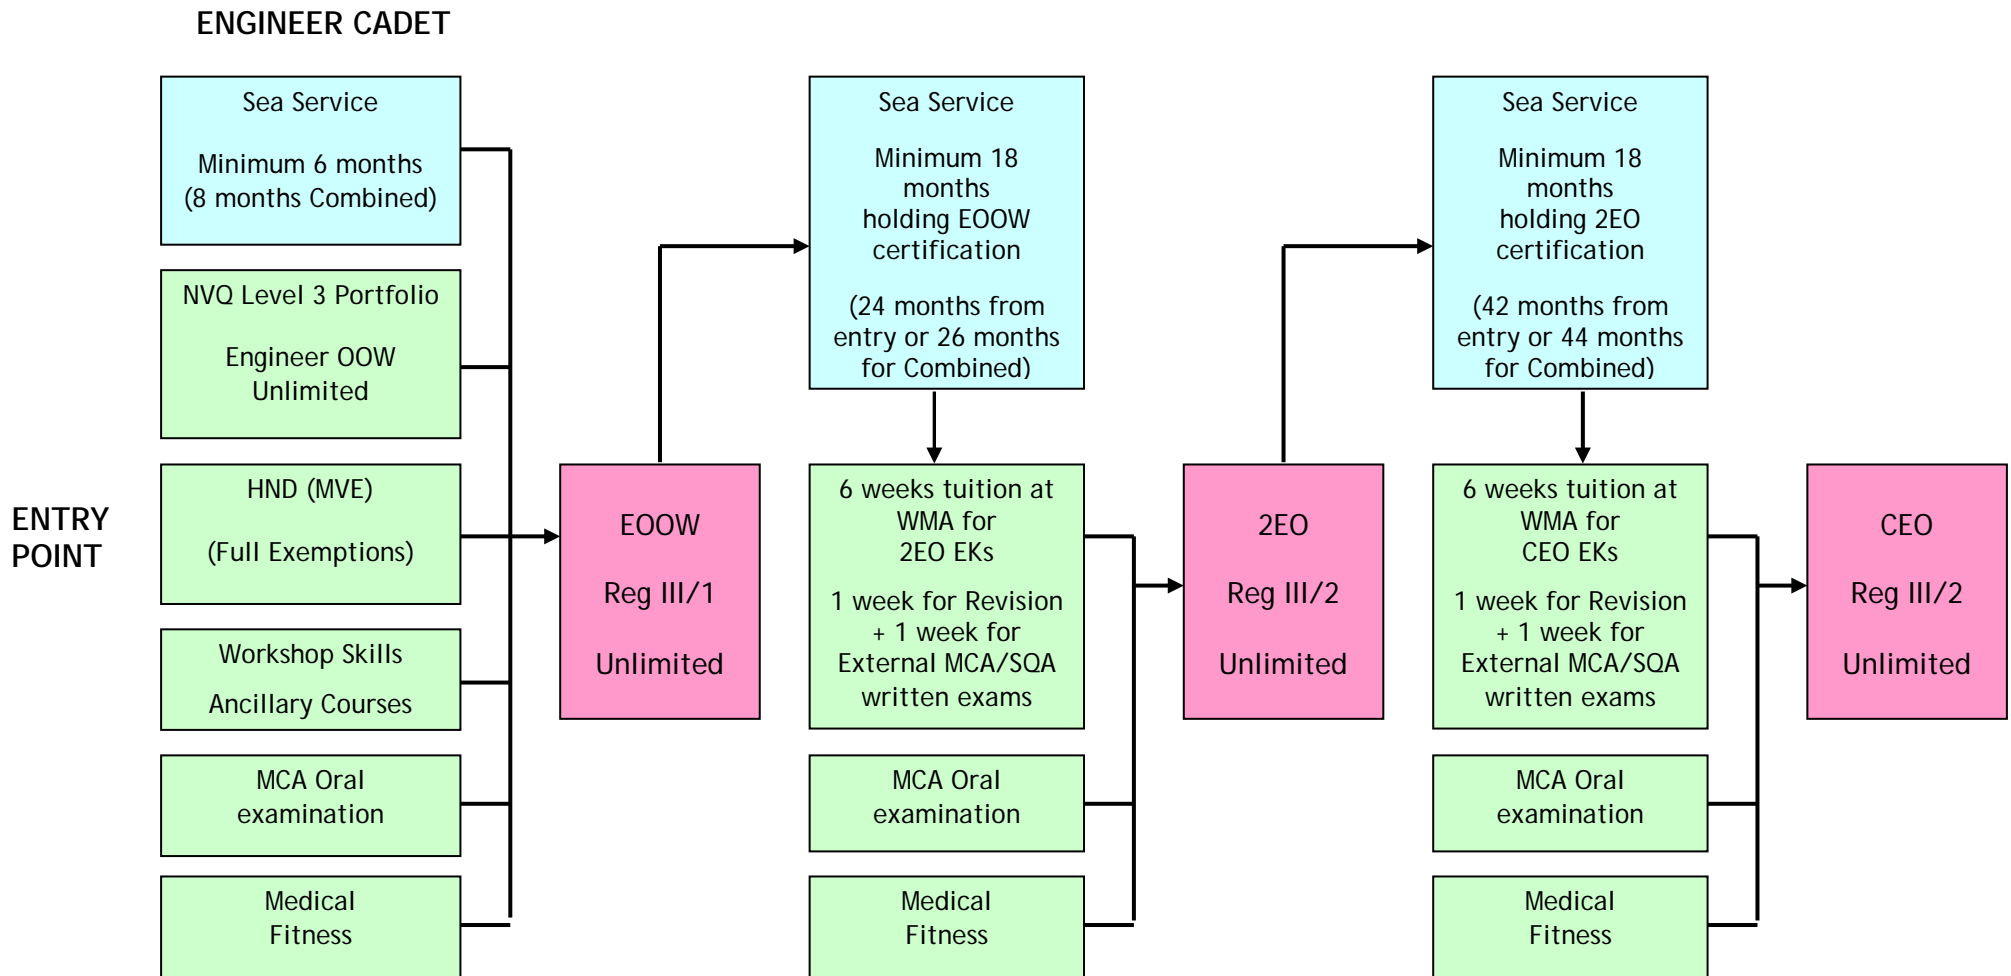 ENGINEER CADET
ENTRY
POINT
Sea Service
Minimum 6 months
(8 months Combined)
NVQ Level 3 Portfolio
Engineer OOW
Unlimited
HND (MVE)
(Full Exemptions)
Workshop Skills
Ancillary Courses
MCA Oral
examination
Medical
Fitness
EOOW
Reg III/1
Unlimited
Sea Service
Minimum 18
months
holding EOOW
certification
(24 months from
entry or 26 months
for Combined)
6 weeks tuition at
WMA for
2EO EKs
1 week for Revision
+ 1 week for
External MCA/SQA
written exams
MCA Oral
examination
Medical
Fitness
2EO
Reg III/2
Unlimited
Sea Service
Minimum 18
months
holding 2EO
certification
(42 months from
entry or 44 months
for Combined)
6 weeks tuition at
WMA for
CEO EKs
1 week for Revision
+ 1 week for
External MCA/SQA
written exams
MCA Oral
examination
Medical
Fitness
CEO
Reg III/2
Unlimited